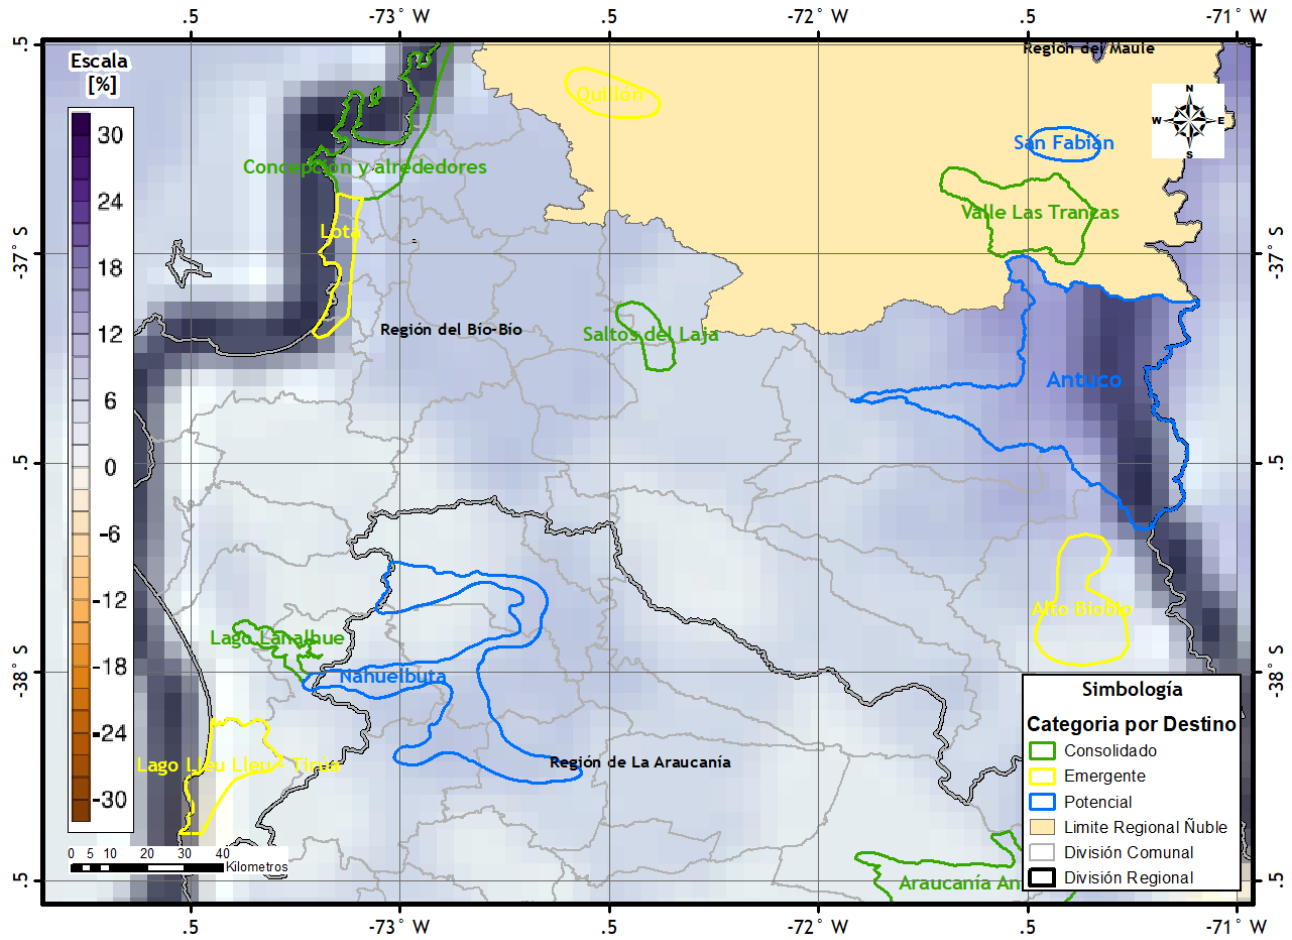 .5
-73° W
.5
-72° W
.5
-71° W
.5
Región del Maule
Escala
[%]
30
24
18
12
6
0
-6
-12
-18
-24
-30
Quillón
N
W
E
S
San Fabián
Concepción y alrededores
Valle Las Trancas
Lota
-37° S
-37° S
Región del Bío-Bío
Saltos del Laja
Antuco
.5
.5
Alto Biobío
Lago Lanalhue
Nahuelbuta
-38° S
-38° S
Lago Lleu Lleu - Tirúa
Región de La Araucanía
Simbología
Categoria por Destino
Consolidado
Emergente
Potencial
Limite Regional Ñuble
División Comunal
División Regional
0 5 10 20 30 40
Kilometros
Araucanía An
.5
.5
.5
-73° W
.5
-72° W
.5
-71° W